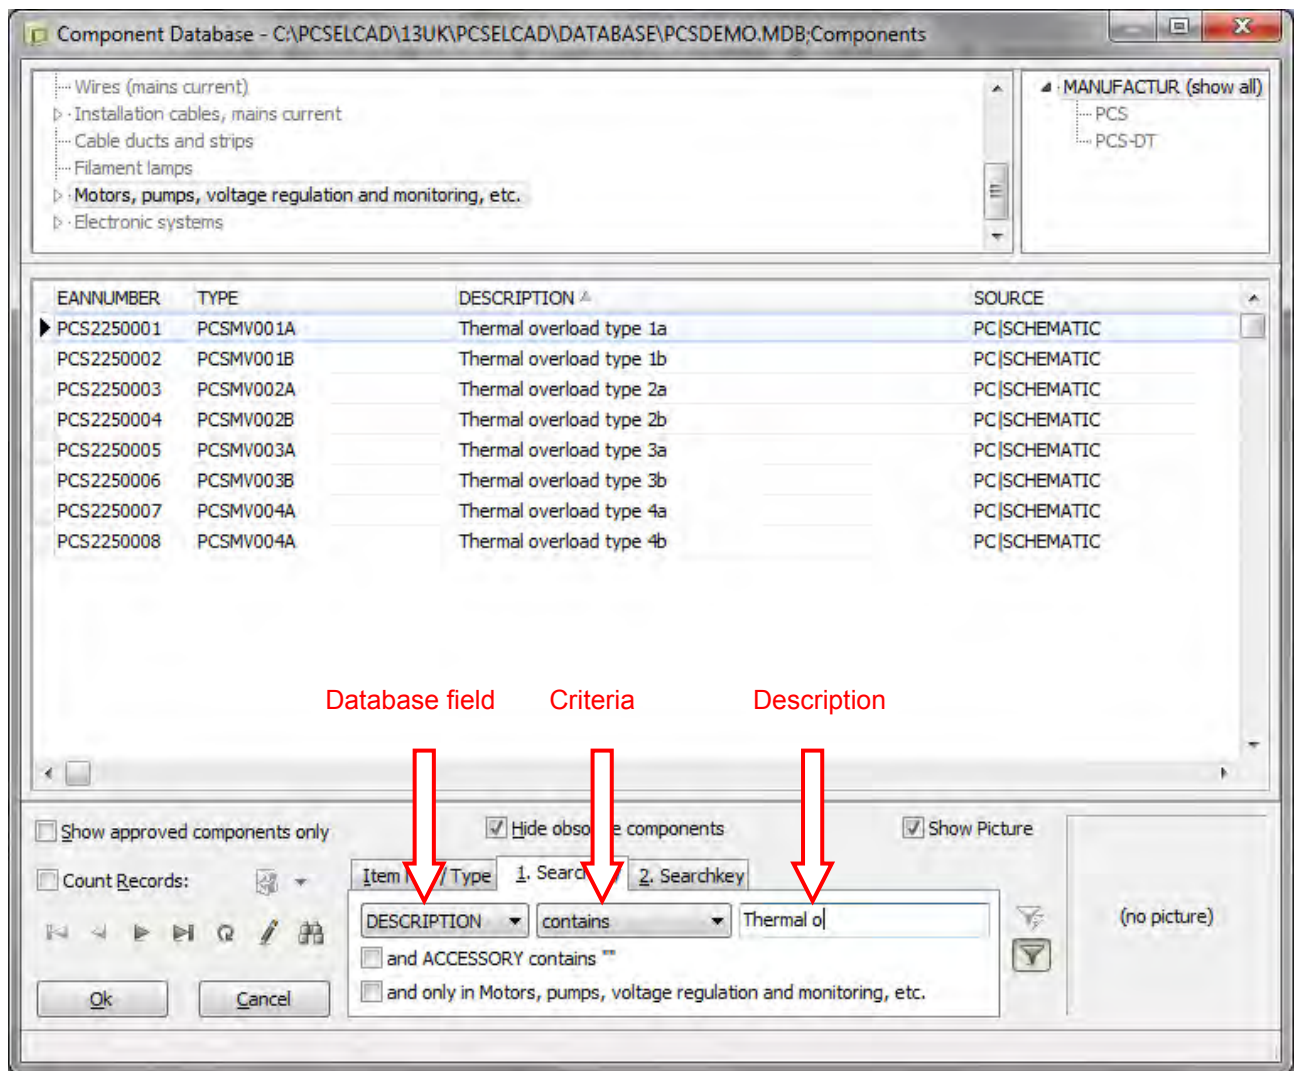 Component Database - C:\PCSELCAD\13UK\PCSELCAD\DATABASE\PCSDEMO.MDB;Components
Wires (mains current)
Installation cables, mains current
Cable ducts and strips
Filament lamps
Motors, pumps, voltage regulation and monitoring, etc.
Electronic systems
MANUFACTUR (show all)
PCS
PCS-DT
EANNUMBER TYPE DESCRIPTION SOURCE
PCS2250001 PCSMV001A Thermal overload type 1a PC|SCHEMATIC
PCS2250002 PCSMV001B Thermal overload type 1b PC|SCHEMATIC
PCS2250003 PCSMV002A Thermal overload type 2a PC|SCHEMATIC
PCS2250004 PCSMV002B Thermal overload type 2b PC|SCHEMATIC
PCS2250005 PCSMV003A Thermal overload type 3a PC|SCHEMATIC
PCS2250006 PCSMV003B Thermal overload type 3b PC|SCHEMATIC
PCS2250007 PCSMV004A Thermal overload type 4a PC|SCHEMATIC
PCS2250008 PCSMV004A Thermal overload type 4b PC|SCHEMATIC
Database field Criteria Description
Show approved components only Hide components Show Picture
Count Records: Item / Type 1. 2. Searchkey
DESCRIPTION contains Thermal o (no picture)
and ACCESSORY contains ""
and only in Motors, pumps, voltage regulation and monitoring, etc.
Ok Cancel